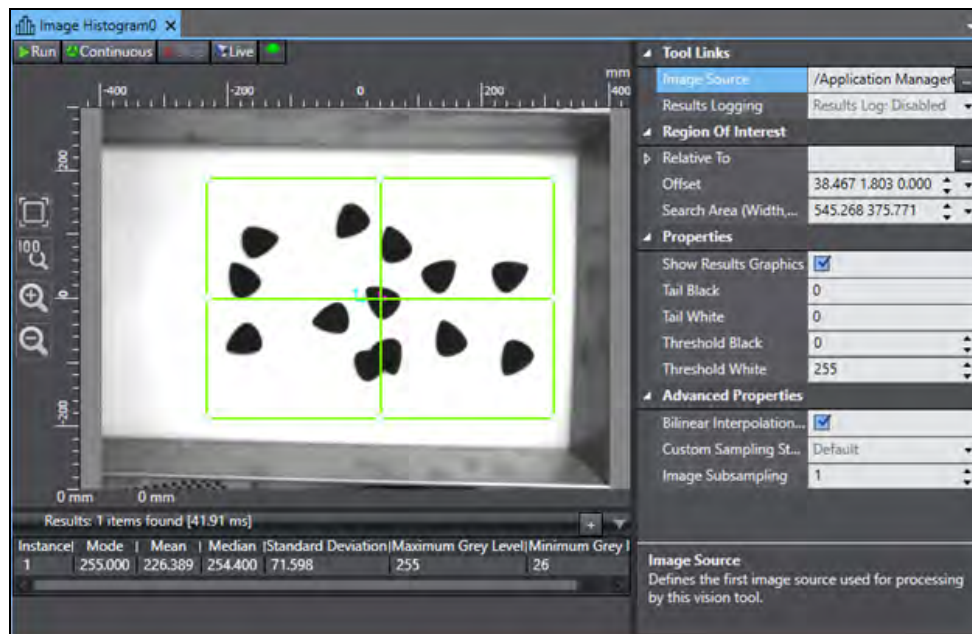 Image Histogram0
Run Continuous Live
Tool Links
Image Source /Application Manager
Results Logging Results Log: Disabled
Region Of Interest
Relative To
Offset 38.467 1.803 0.000
Search Area (Width,... 545.268 375.771
Properties
Show Results Graphics
Tail Black 0
Tail White 0
Threshold Black 0
Threshold White 255
Advanced Properties
Bilinear Interpolation...
Custom Sampling St... Default
Image Subsampling 1
mm
-400 -200 0 200 400
200
100
0
-200
0 mm 0 mm
Results: 1 items found [41.91 ms]
Instance Mode Mean Median Standard Deviation Maximum Grey Level Minimum Grey
1 255.000 226.389 254.400 71.598 255 26
Image Source
Defines the first image source used for processing
by this vision tool.